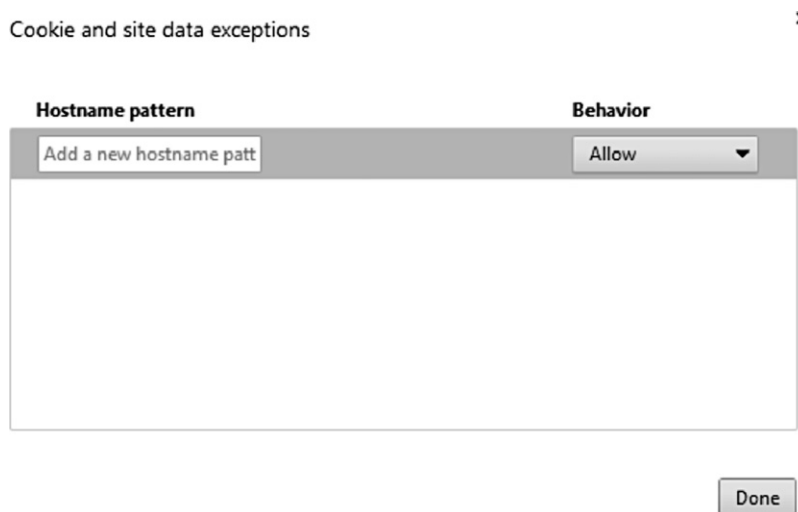 Cookie and site data exceptions
Hostname pattern Behavior
Add a new hostname patt Allow
Done